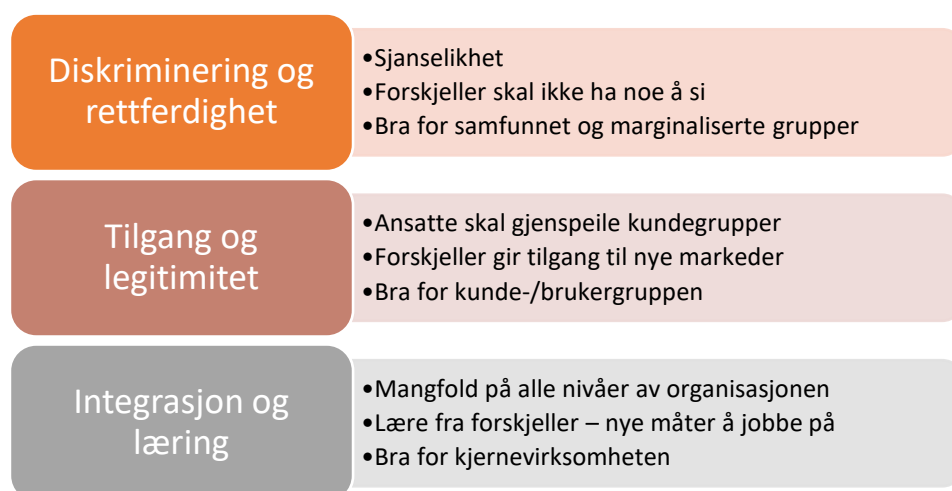 Diskriminering og
rettferdighet
•Sjanselikhet
•Forskjeller skal ikke ha noe å si
•Bra for samfunnet og marginaliserte grupper
Tilgang og
legitimitet
•Ansatte skal gjenspeile kundegrupper
•Forskjeller gir tilgang til nye markeder
•Bra for kunde-/brukergruppen
Integrasjon og
læring
•Mangfold på alle nivåer av organisasjonen
•Lære fra forskjeller – nye måter å jobbe på
•Bra for kjernevirksomheten